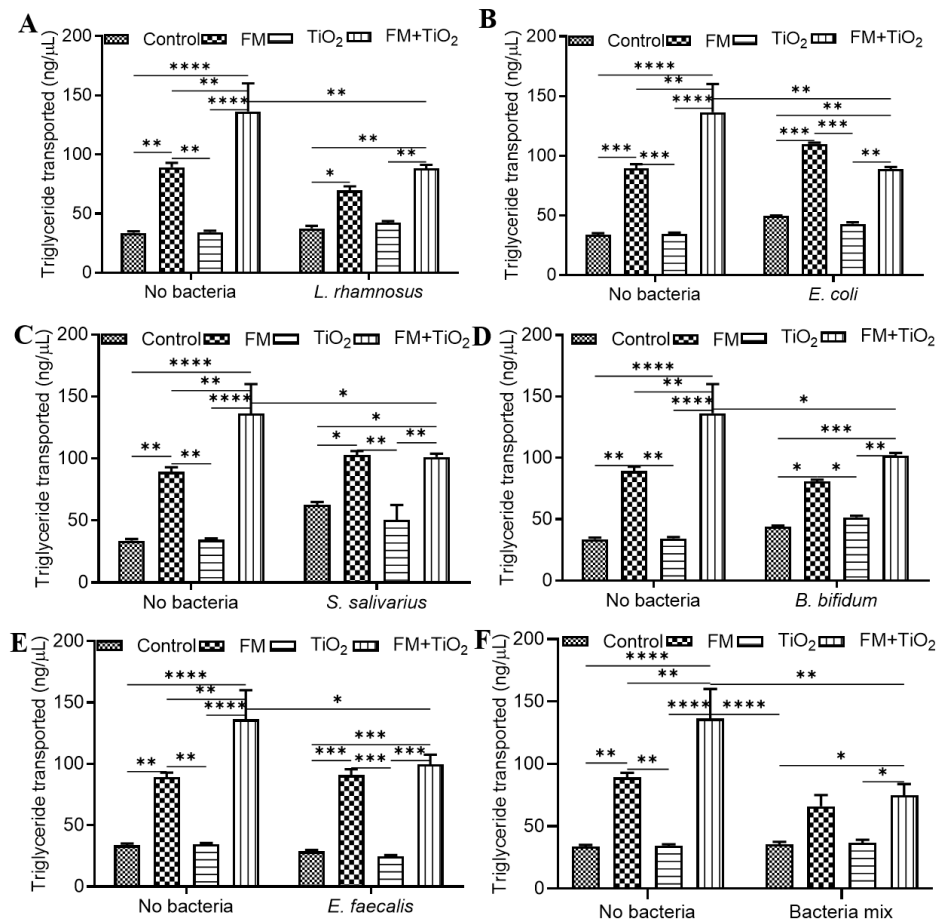 A
B
Control FM TiO₂ FM+TiO₂
Control FM TiO₂ FM+TiO₂
Triglyceride transported (ng/μL)
200
150
100
50
0
**** ** **** ** ** ** ** ** * **
No bacteria L. rhamnosus
Triglyceride transported (ng/μL)
200
150
100
50
0
**** ** **** ** ** *** *** *** *** **
No bacteria E. coli
C
D
Control FM TiO₂ FM+TiO₂
Control FM TiO₂ FM+TiO₂
Triglyceride transported (ng/μL)
200
150
100
50
0
**** ** **** * * ** ** * ** **
No bacteria S. salivarius
Triglyceride transported (ng/μL)
200
150
100
50
0
**** ** **** * *** ** ** ** * *
No bacteria B. bifidum
E
F
Control FM TiO₂ FM+TiO₂
Control FM TiO₂ FM+TiO₂
Triglyceride transported (ng/μL)
200
150
100
50
0
**** ** **** * *** ** ** *** *** ***
No bacteria E. faecalis
Triglyceride transported (ng/μL)
200
150
100
50
0
**** ** ** **** **** ** ** * *
No bacteria Bacteria mix